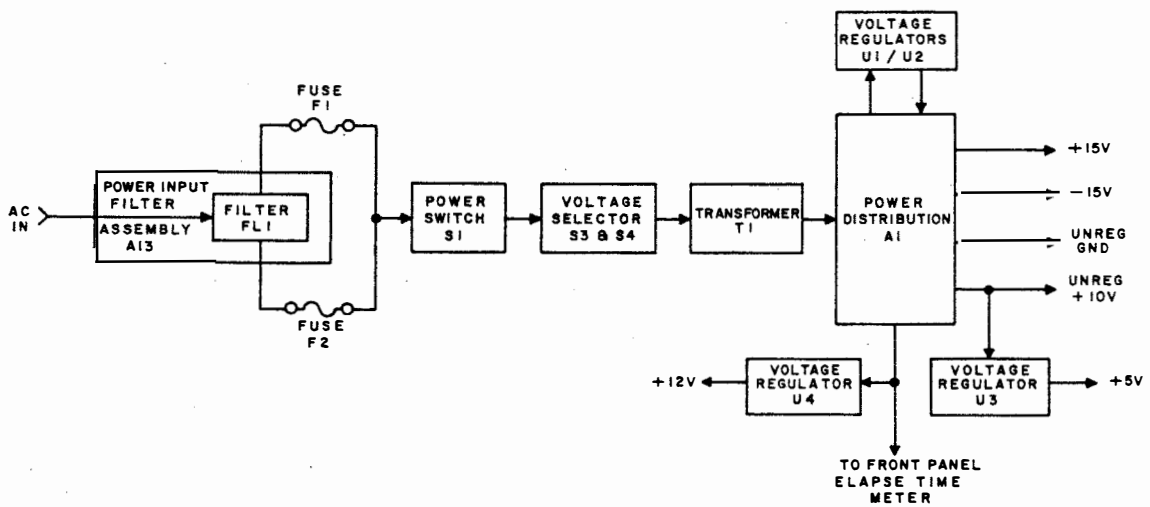 AC
IN
POWER INPUT
FILTER
ASSEMBLY
A13
FILTER
FL1
FUSE
F1
FUSE
F2
POWER
SWITCH
S1
VOLTAGE
SELECTOR
S3 & S4
TRANSFORMER
T1
VOLTAGE
REGULATORS
U1 / U2
POWER
DISTRIBUTION
A1
+15V
-15V
UNREG
GND
UNREG
+10V
+12V
VOLTAGE
REGULATOR
U4
VOLTAGE
REGULATOR
U3
+5V
TO FRONT PANEL
ELAPSE TIME
METER